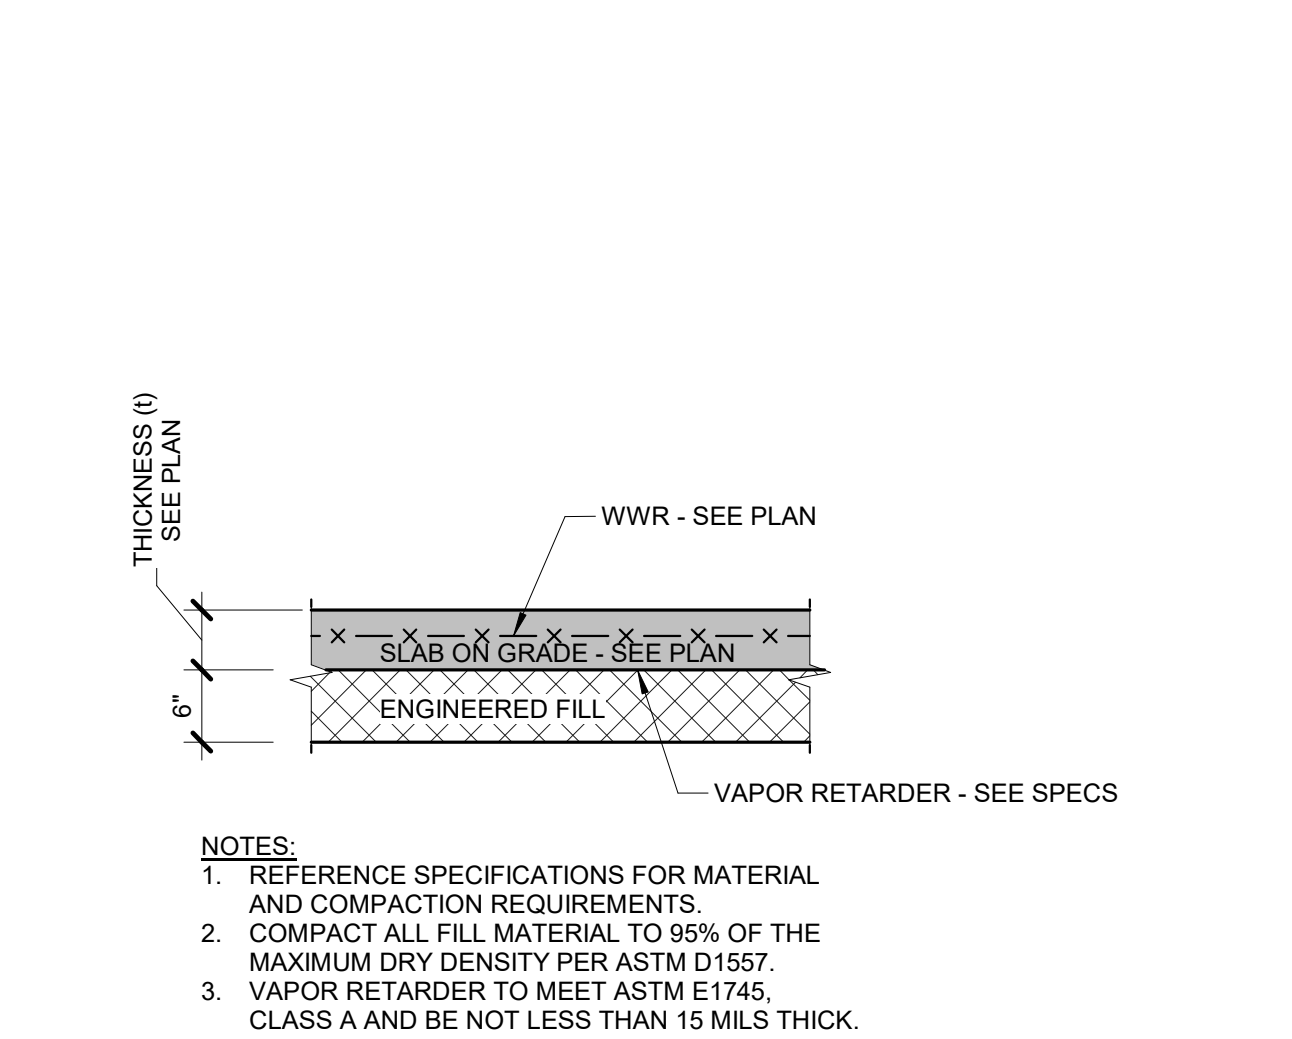 THICKNESS (t)
SEE PLAN
WWR - SEE PLAN
SLAB ON GRADE - SEE PLAN
6"
ENGINEERED FILL
VAPOR RETARDER - SEE SPECS
NOTES:
1. REFERENCE SPECIFICATIONS FOR MATERIAL
AND COMPACTION REQUIREMENTS.
2. COMPACT ALL FILL MATERIAL TO 95% OF THE
MAXIMUM DRY DENSITY PER ASTM D1557.
3. VAPOR RETARDER TO MEET ASTM E1745,
CLASS A AND BE NOT LESS THAN 15 MILS THICK.